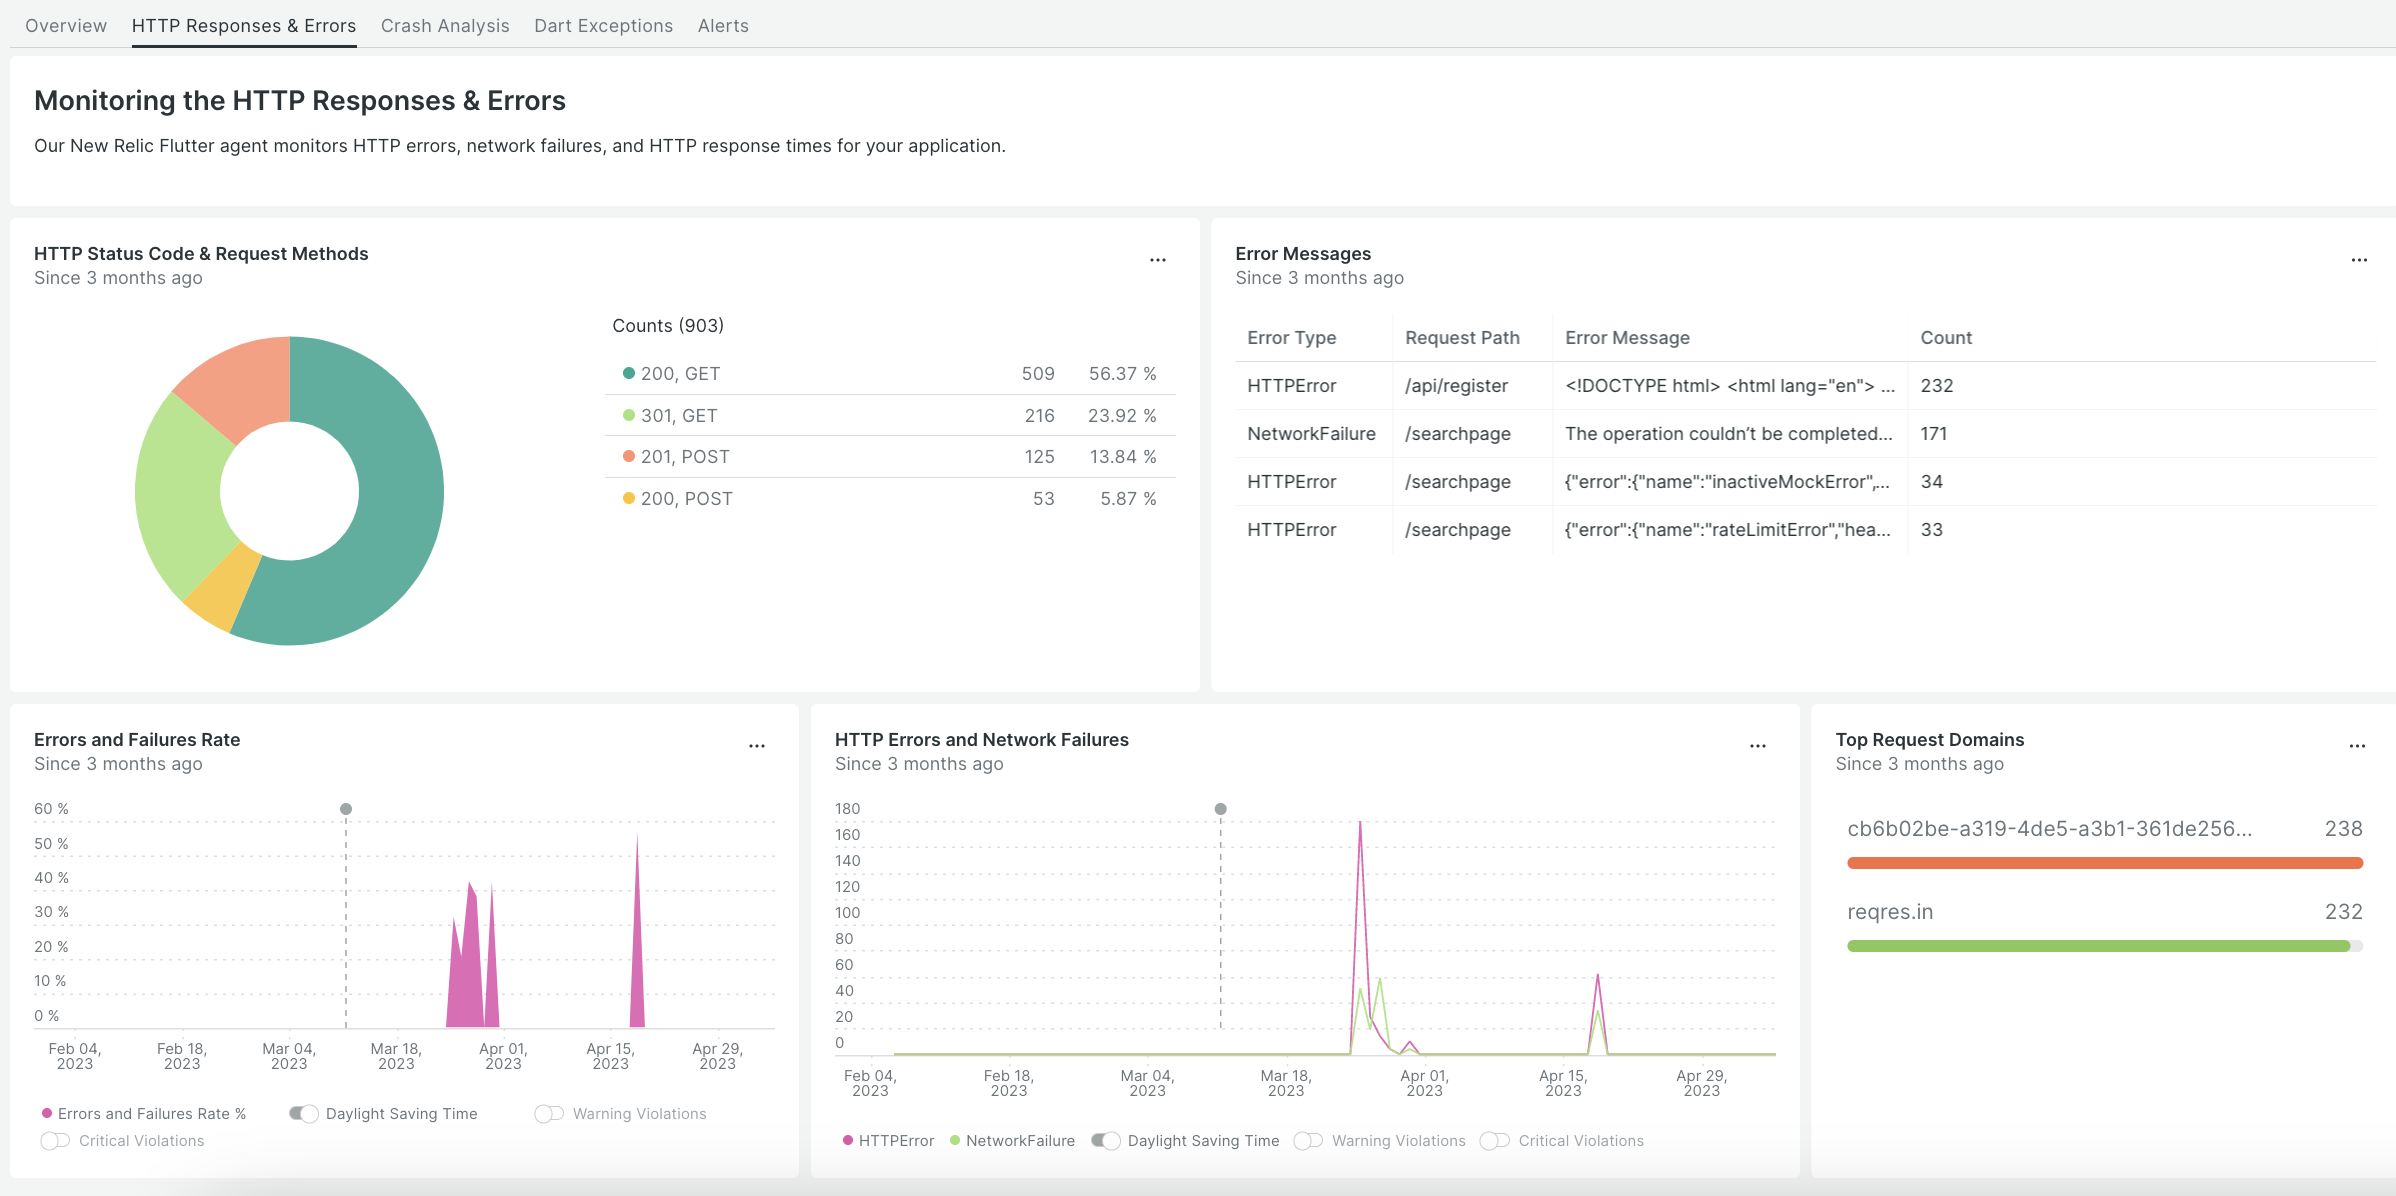 Overview HTTP Responses & Errors Crash Analysis Dart Exceptions Alerts
Monitoring the HTTP Responses & Errors
Our New Relic Flutter agent monitors HTTP errors, network failures, and HTTP response times for your application.
HTTP Status Code & Request Methods
Since 3 months ago
...
Counts (903)
200, GET 509 56.37 %
301, GET 216 23.92 %
201, POST 125 13.84 %
200, POST 53 5.87 %
Error Messages
Since 3 months ago
...
Error Type Request Path Error Message Count
HTTPError /api/register <!DOCTYPE html> <html lang="en"> ... 232
NetworkFailure /searchpage The operation couldn’t be completed... 171
HTTPError /searchpage {"error":{"name":"inactiveMockError",... 34
HTTPError /searchpage {"error":{"name":"rateLimitError","hea... 33
Errors and Failures Rate
Since 3 months ago
...
60 %
50 %
40 %
30 %
20 %
10 %
0 %
Feb 04, Feb 18, Mar 04, Mar 18, Apr 01, Apr 15, Apr 29,
2023 2023 2023 2023 2023 2023 2023
Errors and Failures Rate % Daylight Saving Time Warning Violations
Critical Violations
HTTP Errors and Network Failures
Since 3 months ago
...
180
160
140
120
100
80
60
40
20
0
Feb 04, Feb 18, Mar 04, Mar 18, Apr 01, Apr 15, Apr 29,
2023 2023 2023 2023 2023 2023 2023
HTTPError NetworkFailure Daylight Saving Time Warning Violations Critical Violations
Top Request Domains
Since 3 months ago
...
cb6b02be-a319-4de5-a3b1-361de256... 238
reqres.in 232